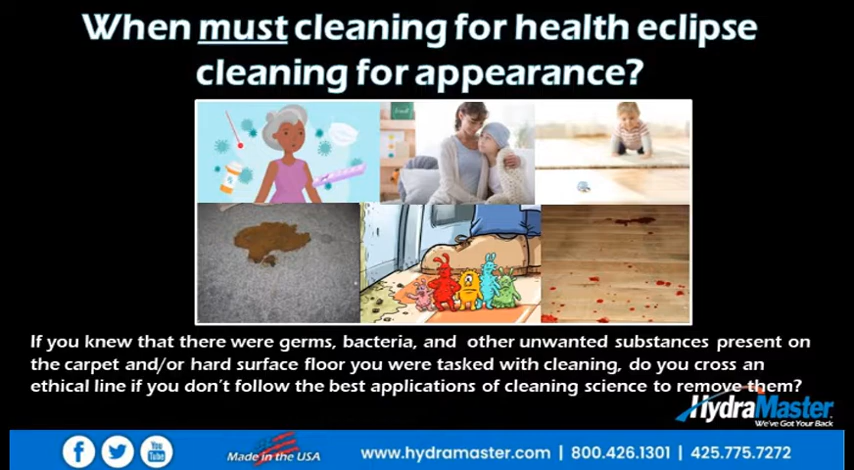 When must cleaning for health eclipse
cleaning for appearance?
If you knew that there were germs, bacteria, and other unwanted substances present on
the carpet and/or hard surface floor you were tasked with cleaning, do you cross an
ethical line if you don't follow the best applications of cleaning science to remove them?
HydraMaster
We've Got Your Back
f
You
Tube
Made in the USA
www.hydramaster.com | 800.426.1301 | 425.775.7272